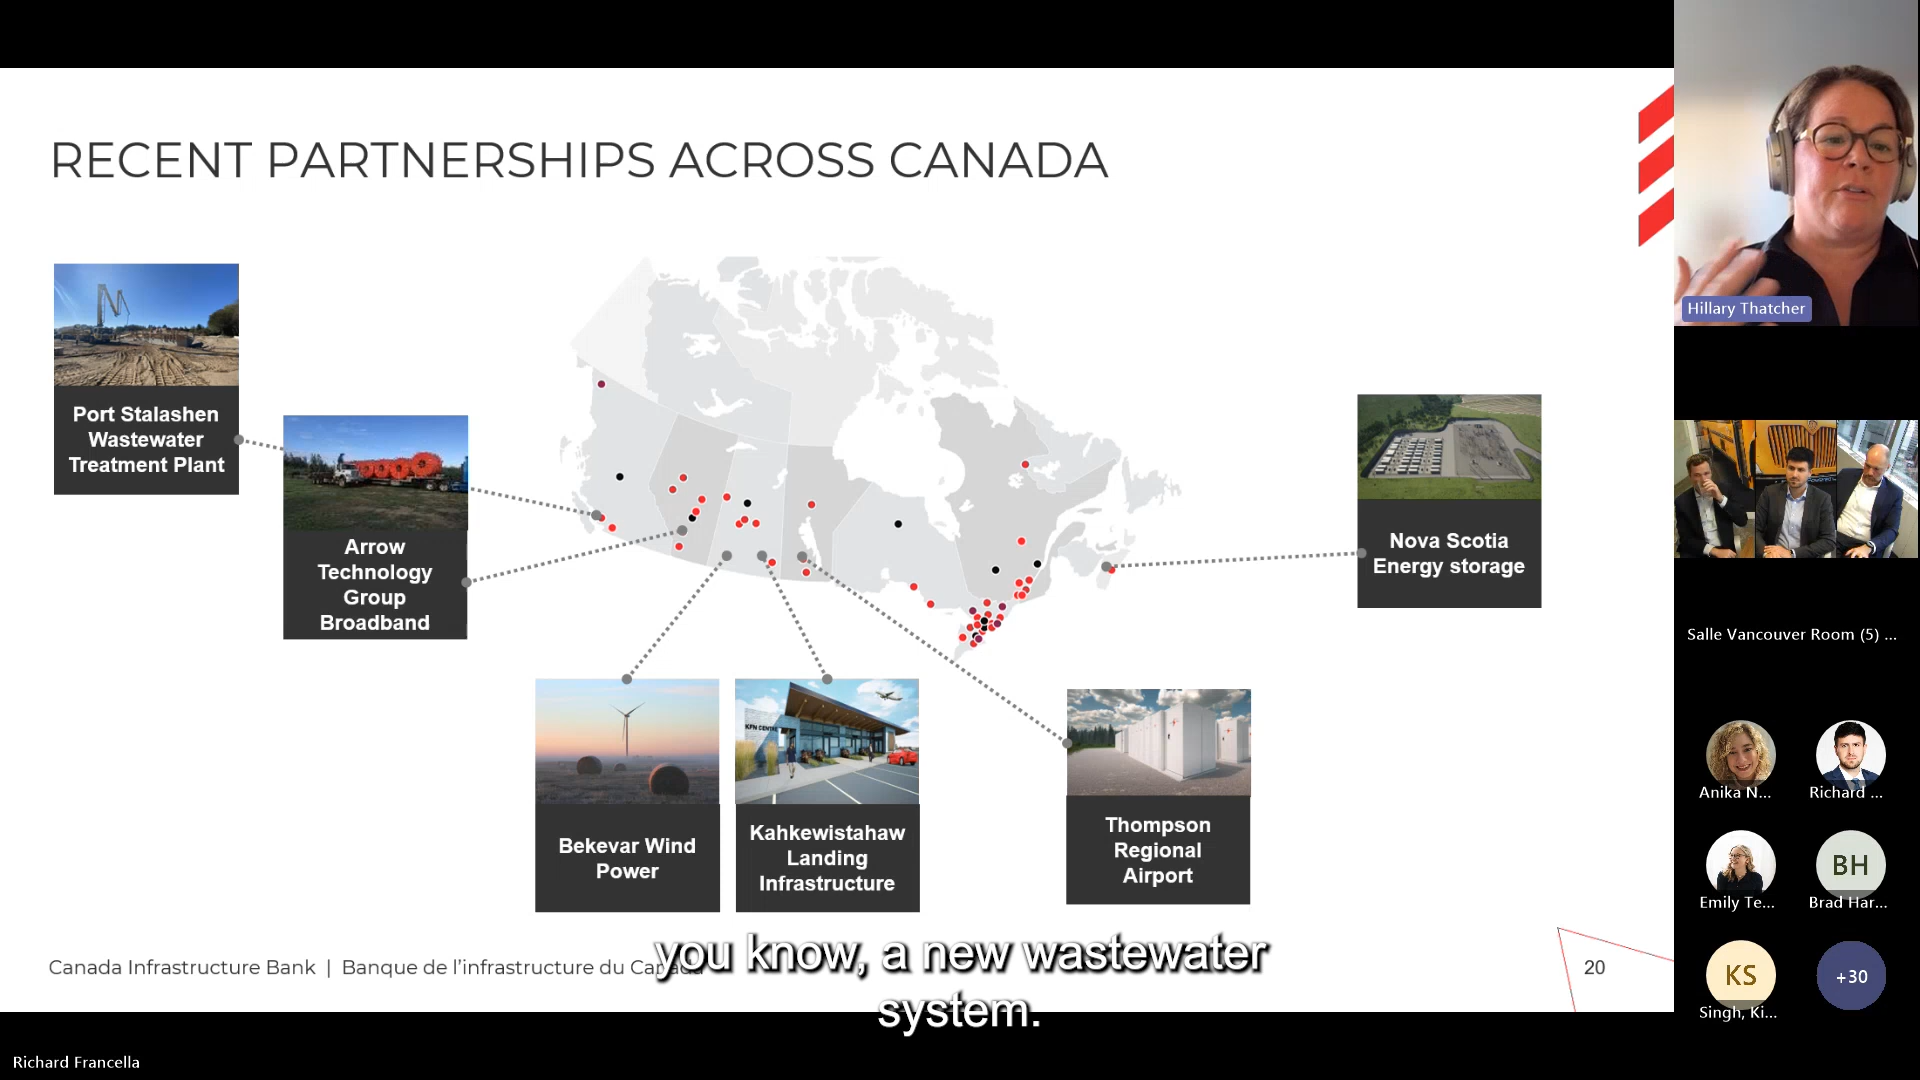 RECENT PARTNERSHIPS ACROSS CANADA
Port Stalashen
Wastewater
Treatment Plant
Arrow
Technology
Group
Broadband
Bekevar Wind
Power
KFN CENTRE
Kahkewistahaw
Landing
Infrastructure
Thompson
Regional
Airport
Nova Scotia
Energy storage
Canada Infrastructure Bank | Banque de l'infrastructure du Canada
20
you know, a new wastewater
system.
Richard Francella
Hillary Thatcher
Salle Vancouver Room (5) ...
Anika N...
Richard ...
Emily Te...
BH
Brad Har...
KS
Singh, Ki...
+30